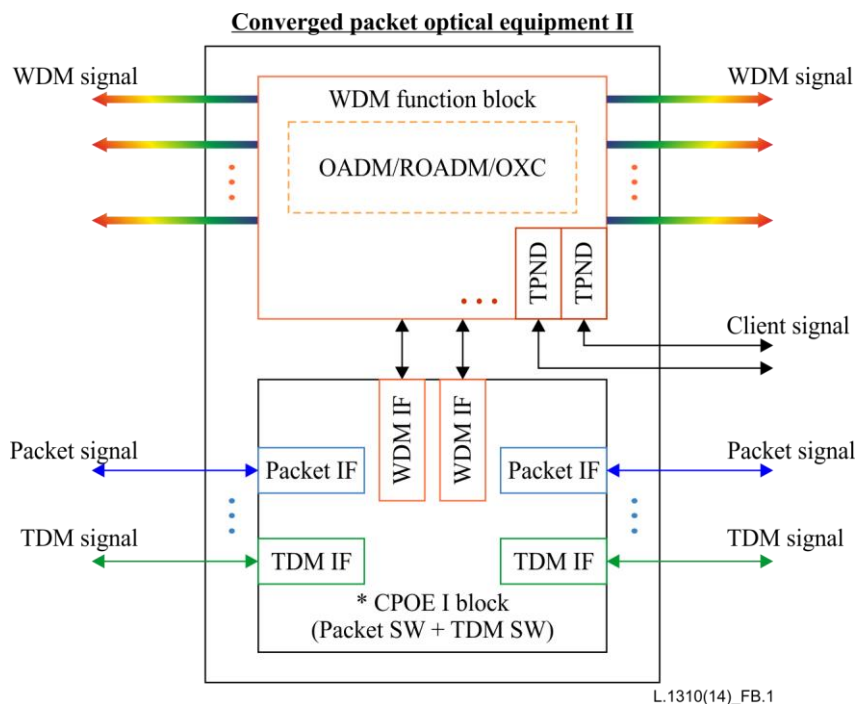 Converged packet optical equipment II
WDM signal
WDM signal
WDM function block
OADM/ROADM/OXC
TPND
TPND
Client signal
WDM IF
WDM IF
Packet signal
Packet signal
Packet IF
Packet IF
TDM signal
TDM signal
TDM IF
TDM IF
* CPOE I block
(Packet SW + TDM SW)
L.1310(14)_FB.1